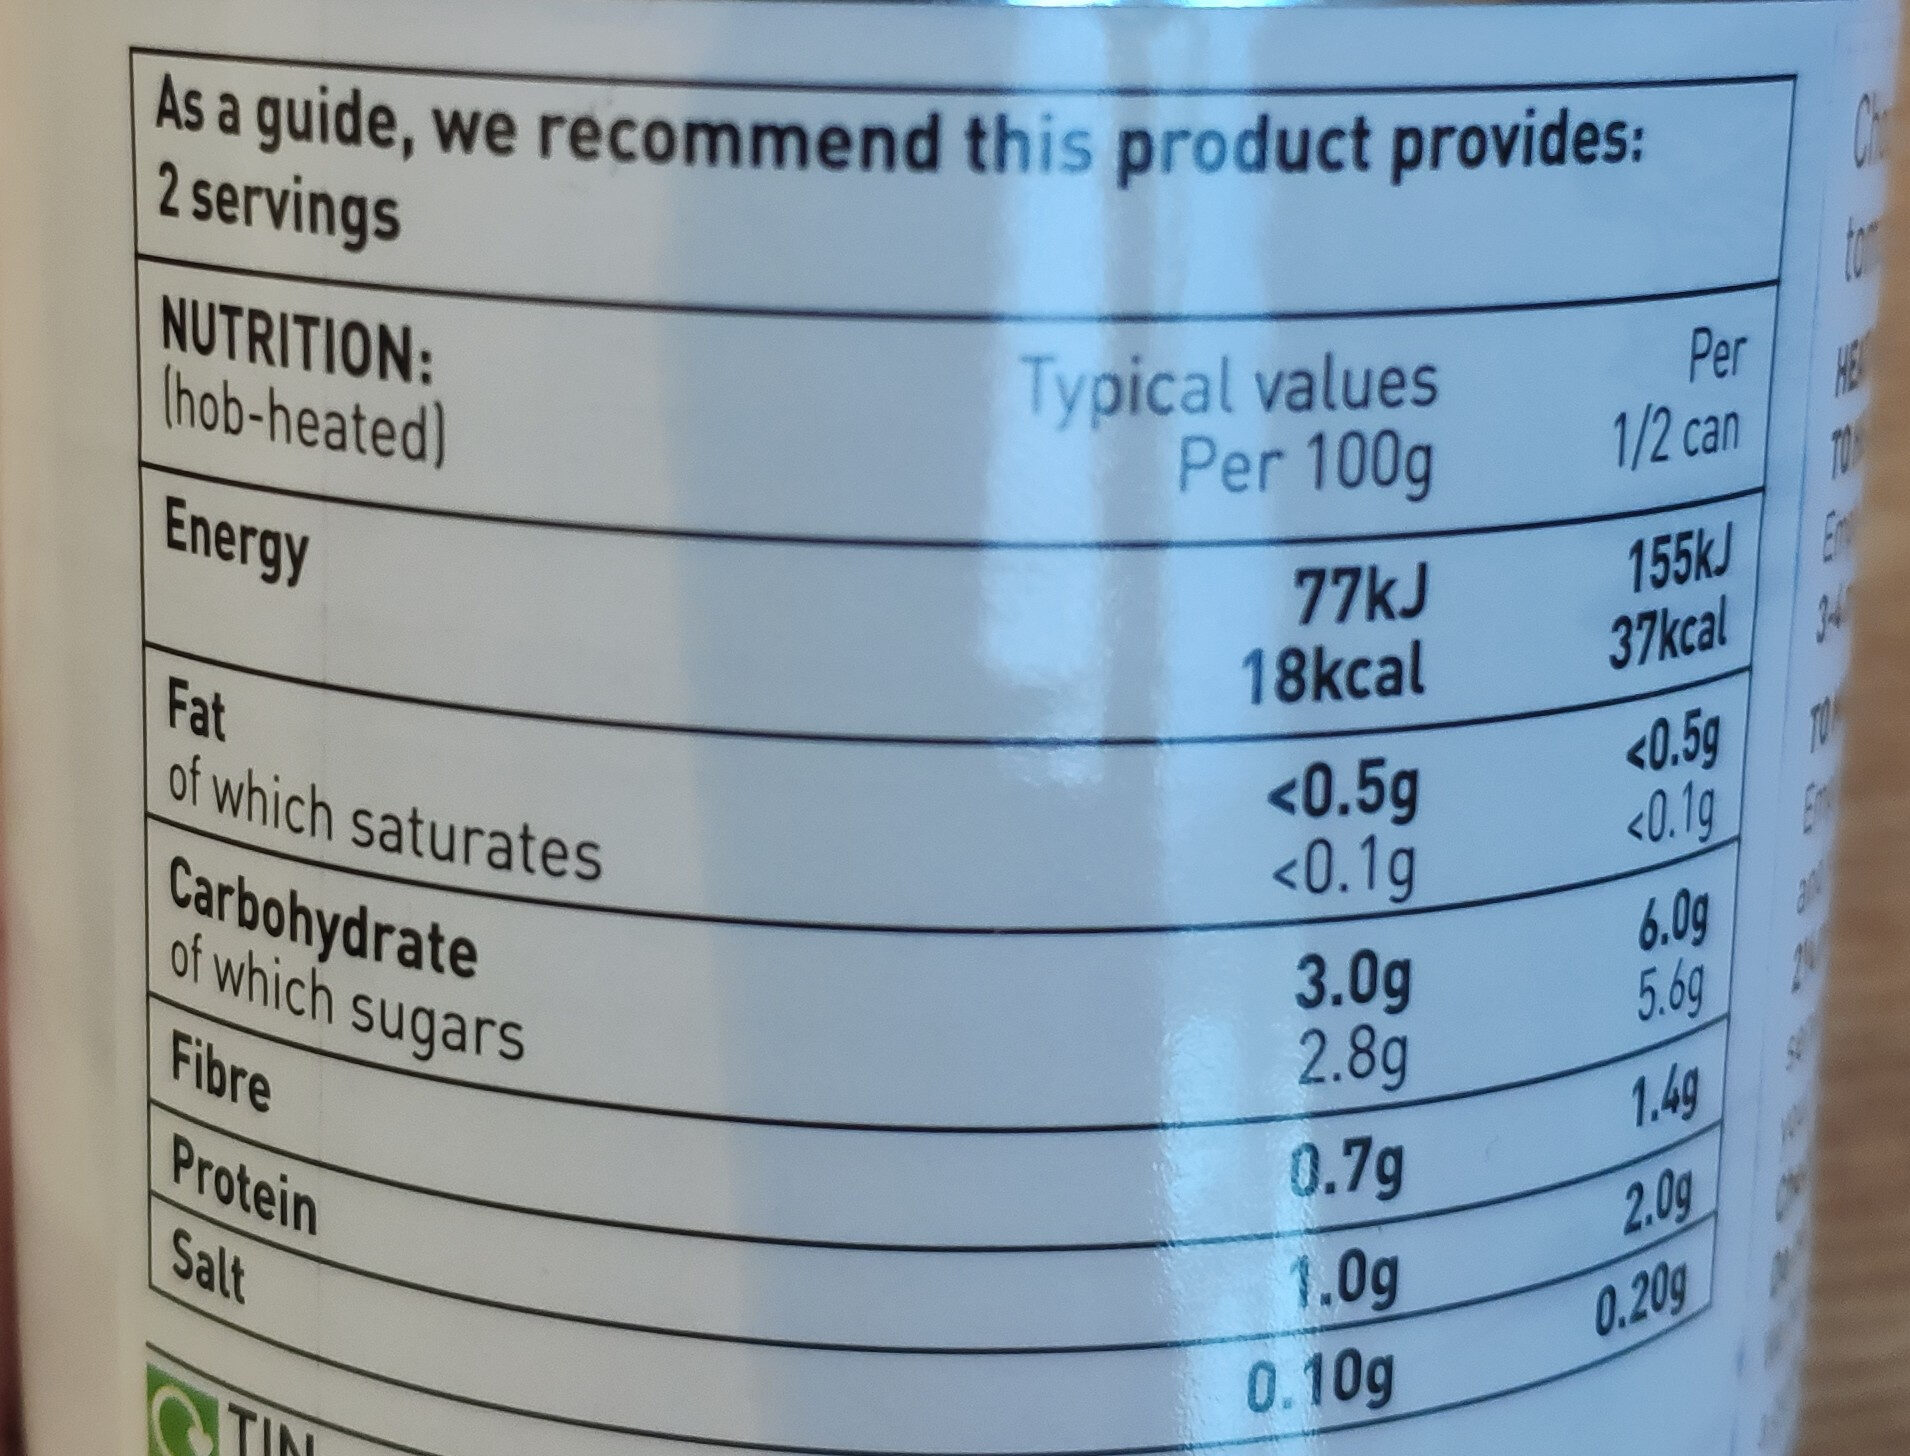 As a guide, we recommend this product provides:
2 servings
NUTRITION:
(hob-heated)
Typical values
Per 100g
Per
1/2 can
Energy
77kJ
155kJ
18kcal
37kcal
Fat
<0.5g
<0.5g
of which saturates
<0.1g
<0.1g
Carbohydrate
3.0g
6.0g
of which sugars
2.8g
5.6g
Fibre
0.7g
1.4g
Protein
1.0g
2.0g
Salt
0.10g
0.20g
TIN